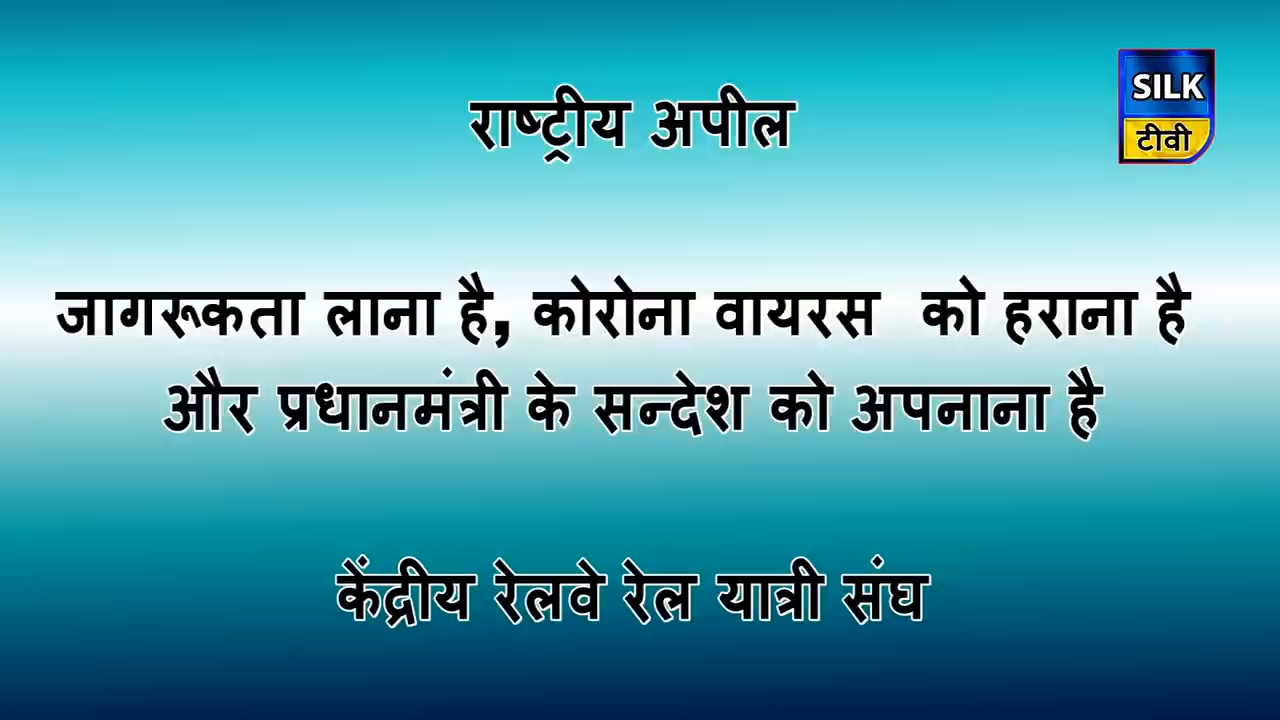 राष्ट्रीय अपील
SILK
टीवी
जागरूकता लाना है, कोरोना वायरस को हराना है
और प्रधानमंत्री के सन्देश को अपनाना है
केंद्रीय रेलवे रेल यात्री संघ